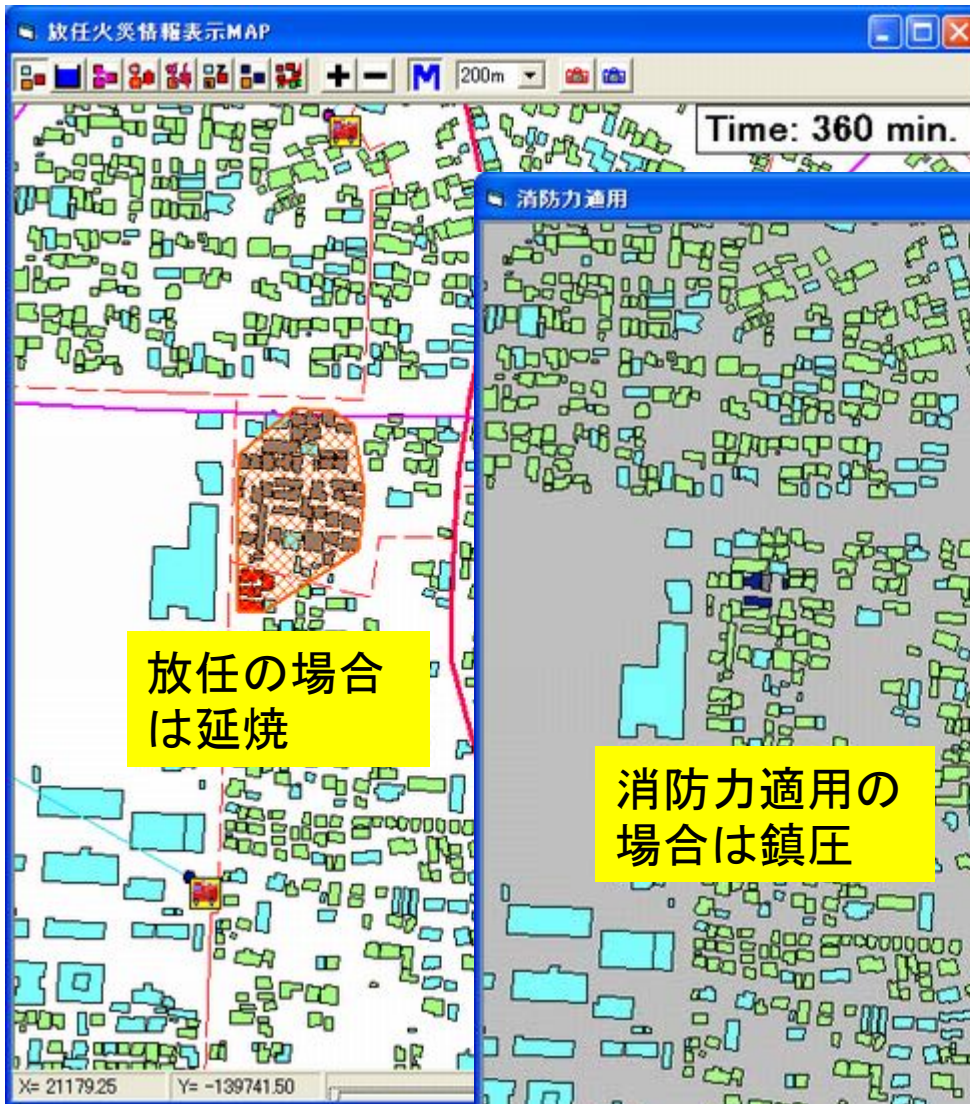 放任火災情報表示MAP
M
200m
Time: 360 min.
消防力適用
放任の場合
は延焼
消防力適用の
場合は鎮圧
X= 21179.25
Y= -139741.50